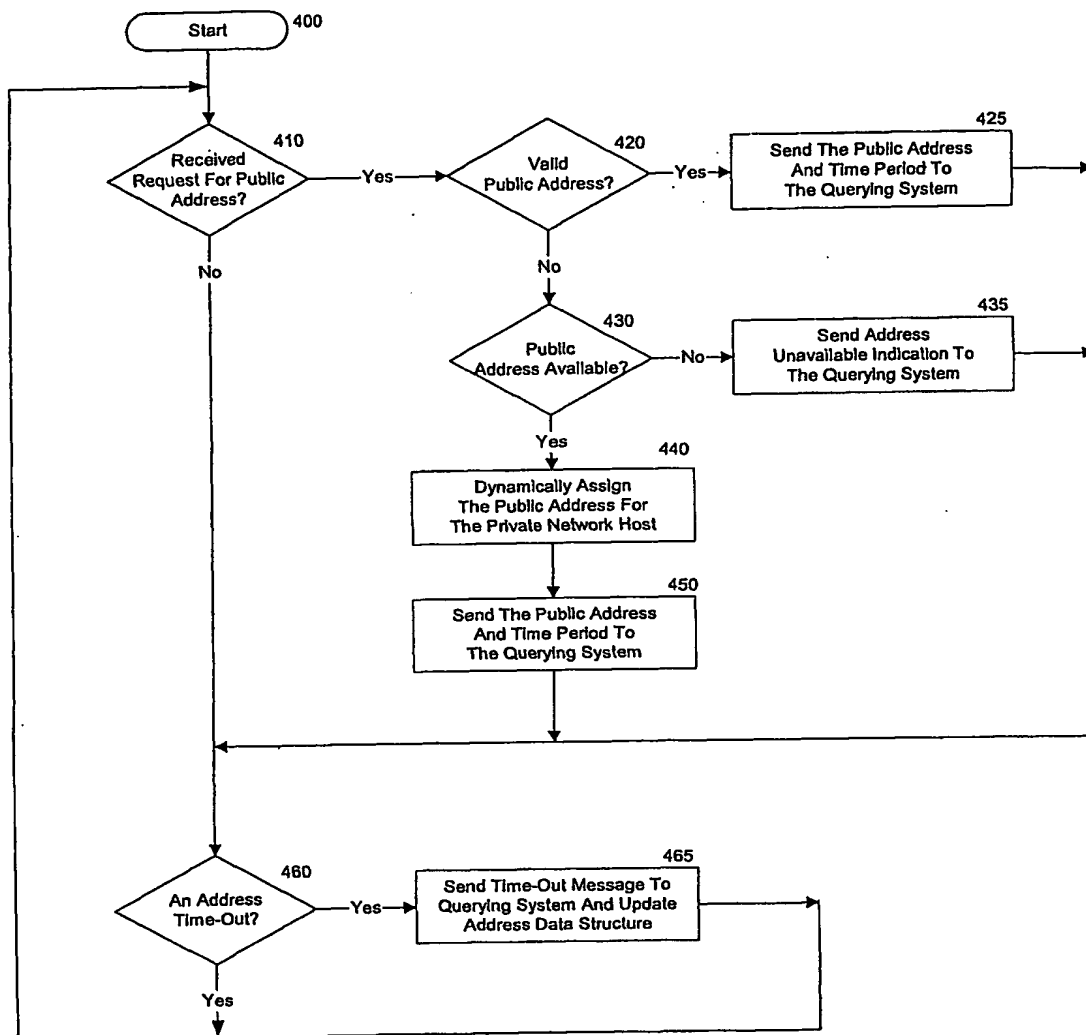 Start
400
Received
Request For Public
Address?
410
Yes
Valid
Public Address?
420
Yes
425
Send The Public Address
And Time Period To
The Querying System
No
No
Public
Address Available?
430
No
435
Send Address
Unavailable Indication To
The Querying System
Yes
440
Dynamically Assign
The Public Address For
The Private Network Host
450
Send The Public Address
And Time Period To
The Querying System
An Address
Time-Out?
460
Yes
465
Send Time-Out Message To
Querying System And Update
Address Data Structure
Yes